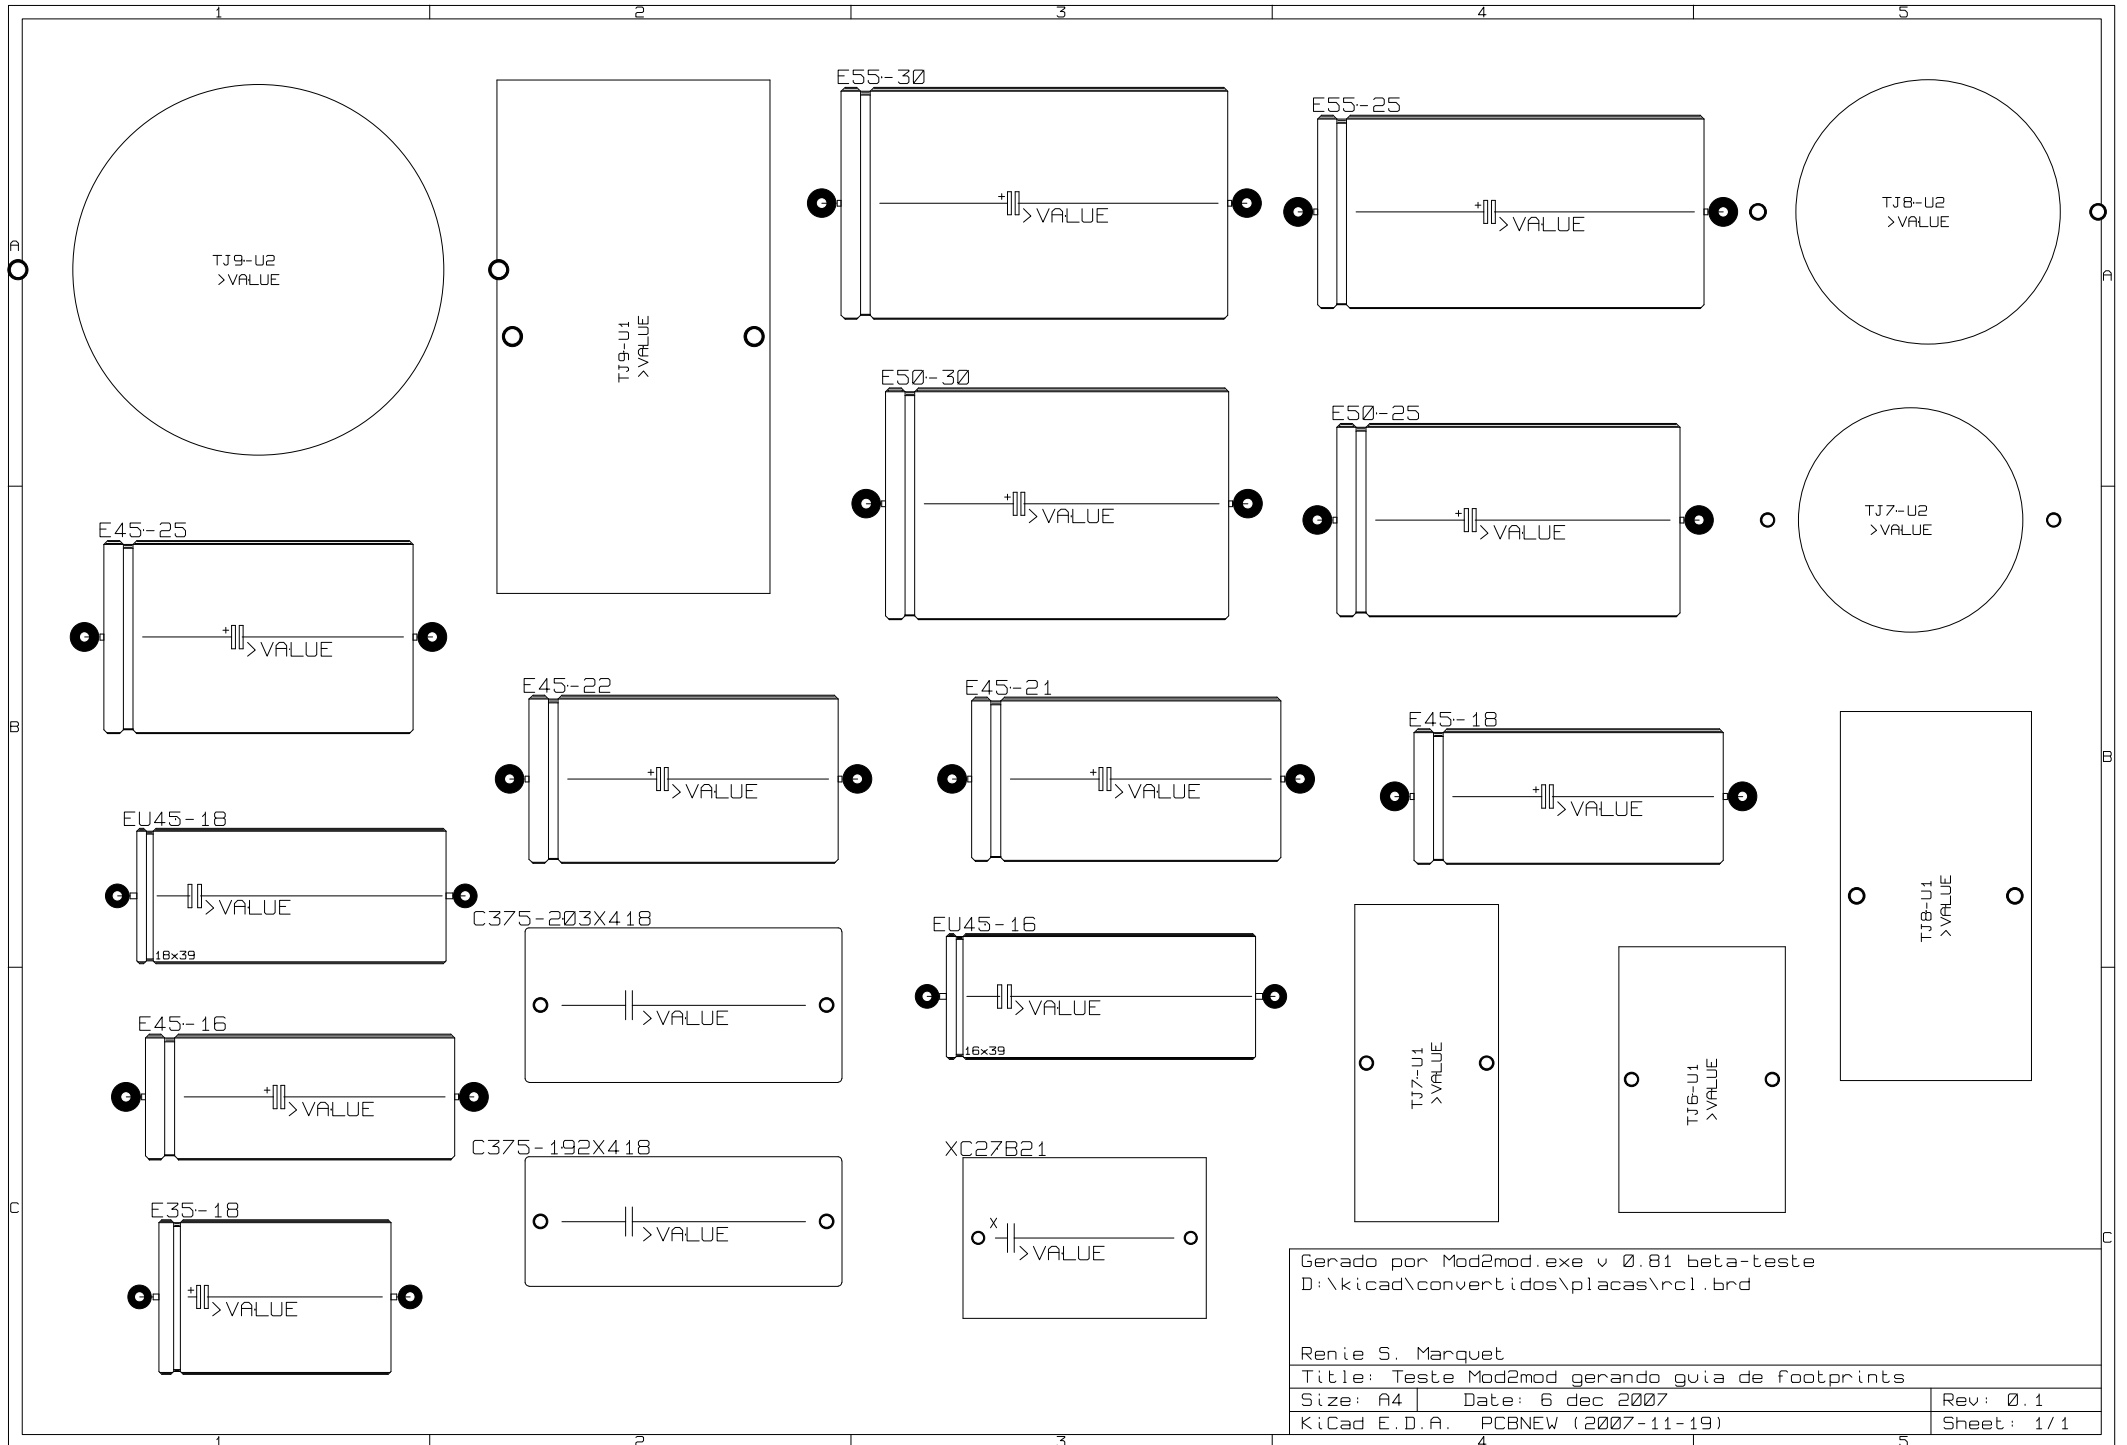 1 2 3 4 5
E55-30
E55-25
>VALUE
>VALUE
TJ8-U2
>VALUE
A
A
TJ9-U2
>VALUE
TJ9-U1
>VALUE
E50-30
E50-25
>VALUE
>VALUE
TJ7-U2
>VALUE
E45-25
>VALUE
E45-22
E45-21
E45-18
B
B
>VALUE
>VALUE
>VALUE
EU45-18
>VALUE
18x39
C375-203X418
>VALUE
EU45-16
>VALUE
16x39
TJ8-U1
>VALUE
E45-16
>VALUE
TJ7-U1
>VALUE
TJ6-U1
>VALUE
C375-192X418
>VALUE
XC27B21
X
>VALUE
C
C
E35-18
>VALUE
Gerado por Mod2mod.exe v 0.81 beta-teste
D:\kicad\convertidos\placas\rcl.brd
Renie S. Marquet
Title: Teste Mod2mod gerando guia de footprints
Size: A4 Date: 6 dec 2007 Rev: 0.1
KiCad E.D.A. PCBNEW (2007-11-19) Sheet: 1/1
1 2 3 4 5